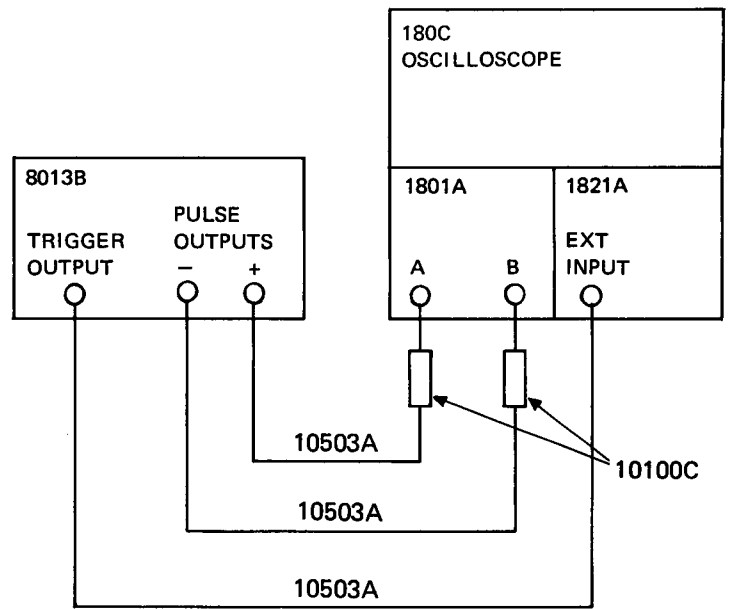 180C
OSCILLOSCOPE
8013B
PULSE
OUTPUTS
TRIGGER
OUTPUT
−
+
1801A
A
B
1821A
EXT
INPUT
10503A
10100C
10503A
10503A